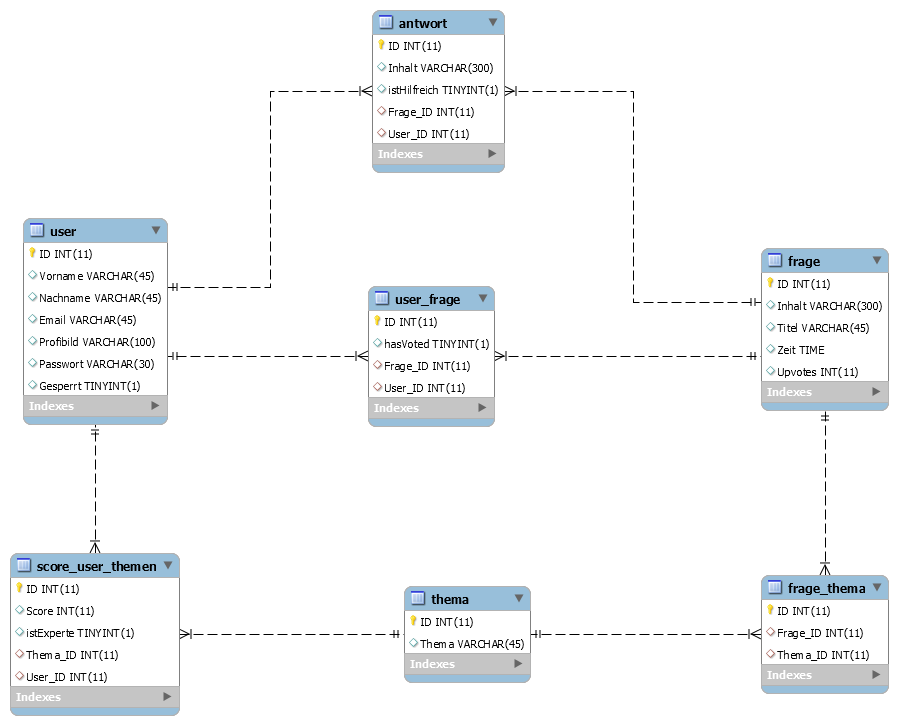 antwort
ID INT(11)
Inhalt VARCHAR(300)
istHilfreich TINYINT(1)
Frage_ID INT(11)
User_ID INT(11)
Indexes
user
ID INT(11)
Vorname VARCHAR(45)
Nachname VARCHAR(45)
Email VARCHAR(45)
Profibild VARCHAR(100)
Passwort VARCHAR(30)
Gesperrt TINYINT(1)
Indexes
user_frage
ID INT(11)
hasVoted TINYINT(1)
Frage_ID INT(11)
User_ID INT(11)
Indexes
frage
ID INT(11)
Inhalt VARCHAR(300)
Titel VARCHAR(45)
Zeit TIME
Upvotes INT(11)
Indexes
score_user_themen
ID INT(11)
Score INT(11)
istExperte TINYINT(1)
Thema_ID INT(11)
User_ID INT(11)
Indexes
thema
ID INT(11)
Thema VARCHAR(45)
Indexes
frage_thema
ID INT(11)
Frage_ID INT(11)
Thema_ID INT(11)
Indexes